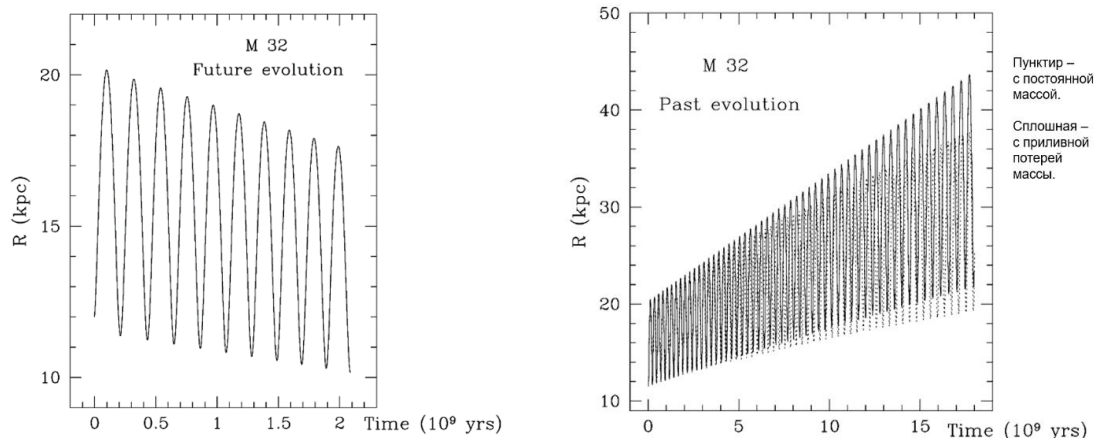 M 32
Future evolution
20
15
10
R (kpc)
0 0.5 1 1.5 2 Time (10⁹ yrs)
M 32
Past evolution
50
40
30
20
10
R (kpc)
0 5 10 15 Time (10⁹ yrs)
Пунктир –
с постоянной
массой.
Сплошная –
с приливной
потерей
массы.